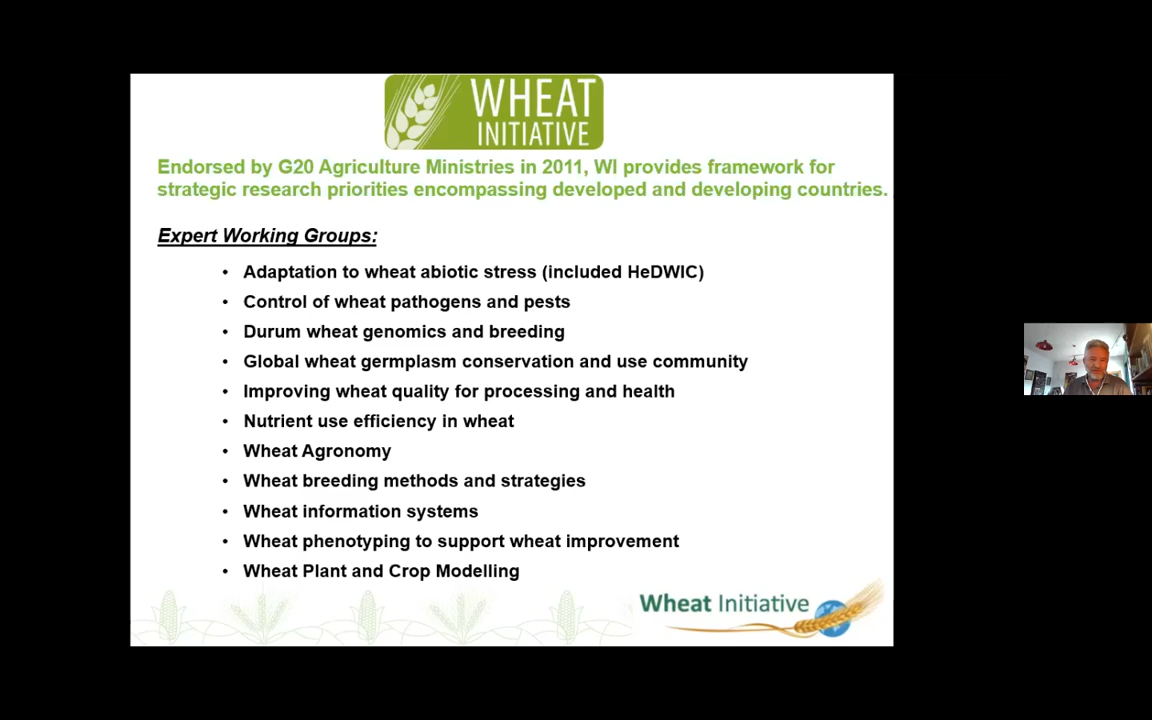 WHEAT
INITIATIVE
Endorsed by G20 Agriculture Ministries in 2011, WI provides framework for
strategic research priorities encompassing developed and developing countries.
Expert Working Groups:
• Adaptation to wheat abiotic stress (included HeDWIC)
• Control of wheat pathogens and pests
• Durum wheat genomics and breeding
• Global wheat germplasm conservation and use community
• Improving wheat quality for processing and health
• Nutrient use efficiency in wheat
• Wheat Agronomy
• Wheat breeding methods and strategies
• Wheat information systems
• Wheat phenotyping to support wheat improvement
• Wheat Plant and Crop Modelling
Wheat Initiative